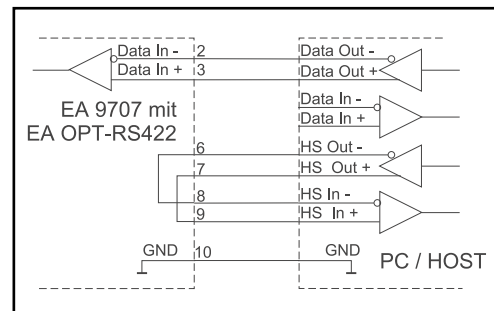 Data In - 2 Data Out -
Data In + 3 Data Out +
EA 9707 mit
EA OPT-RS422
Data In -
Data In +
6 HS Out -
7 HS Out +
8 HS In -
9 HS In +
GND 10 GND
PC / HOST